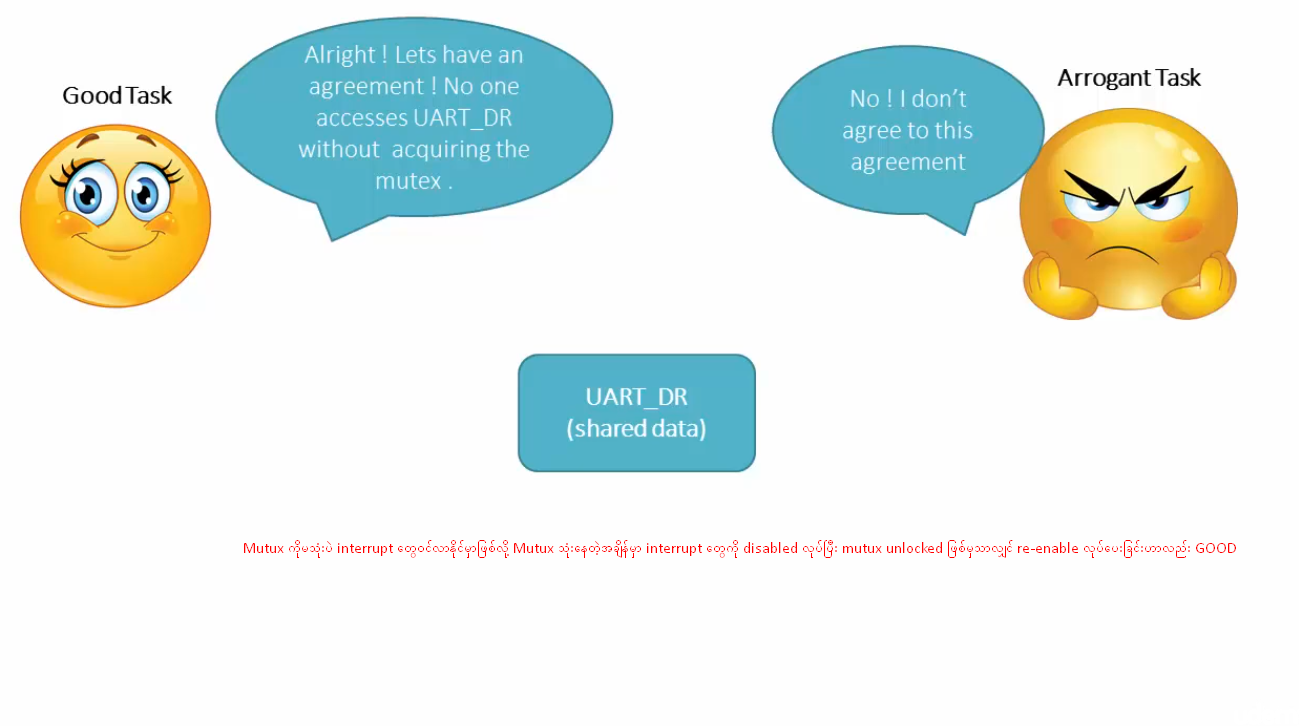 Good Task
Alright ! Lets have an
agreement ! No one
accesses UART_DR
without acquiring the
mutex .
No ! I don't
agree to this
agreement
Arrogant Task
UART_DR
(shared data)
Mutux ကိုမသုံးပဲ interrupt တွေဝင်လာနိုင်မှာဖြစ်လို့ Mutux သုံးနေတဲ့အချိန်မှာ interrupt တွေကို disabled လုပ်ပြီး mutux unlocked ဖြစ်မှသာလျှင် re-enable လုပ်ပေးခြင်းဟာလည်း GOOD